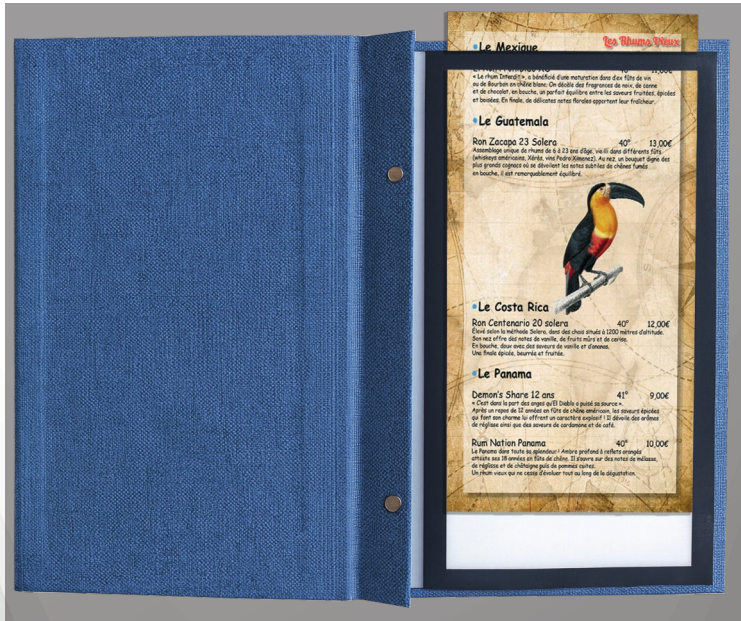 Les Rhums Vieux
•Le Mexique
« Le rhum Interdit », a bénéficié d'une maturation dans d'ex fûts de vin
ou de Bourbon en chêne blanc. On décèle des fragrances de noix, de canne
et de chocolat, en bouche, un parfait équilibre entre les saveurs fruitées, épicées
et boisées. En finale, de délicates notes florales apportent leur fraîcheur.
•Le Guatemala
Ron Zacapa 23 Solera 40° 13,00€
Assemblage unique de rhums de 6 à 23 ans d'âge, vieilli dans différents fûts
(whiskeys américains, Xérès, vins Pedro Ximenez). Au nez, un bouquet digne des
plus grands cognacs où se dévoilent les notes subtiles de chênes fumés
en bouche, il est remarquablement équilibré.
•Le Costa Rica
Ron Centenario 20 solera 40° 12,00€
Élevé selon la méthode Solera, dans des chais situés à 1200 mètres d'altitude.
Son nez offre des notes de vanille, de fruits mûrs et de cerise.
En bouche, doux avec des saveurs de vanille et d'ananas.
Une finale épicée, beurrée et fruitée.
•Le Panama
Demon's Share 12 ans 41° 9,00€
« C'est dans la part des anges qu'El Diablo a puisé sa source ».
Après un repos de 12 années en fûts de chêne américain, les saveurs épicées
qui font son charme lui offrent un caractère explosif ! Il dévoile des arômes
de réglisse ainsi que des saveurs de cardamome et de café.
Rum Nation Panama 40° 10,00€
Le Panama dans toute sa splendeur ! Ambre profond à reflets orangés
atteste ses 18 années en fûts de chêne. Il s'ouvre sur des notes de mélasse,
de réglisse et de châtaigne puis de pommes cuites.
Un rhum vieux qui ne cesse d'évoluer tout au long de la dégustation.